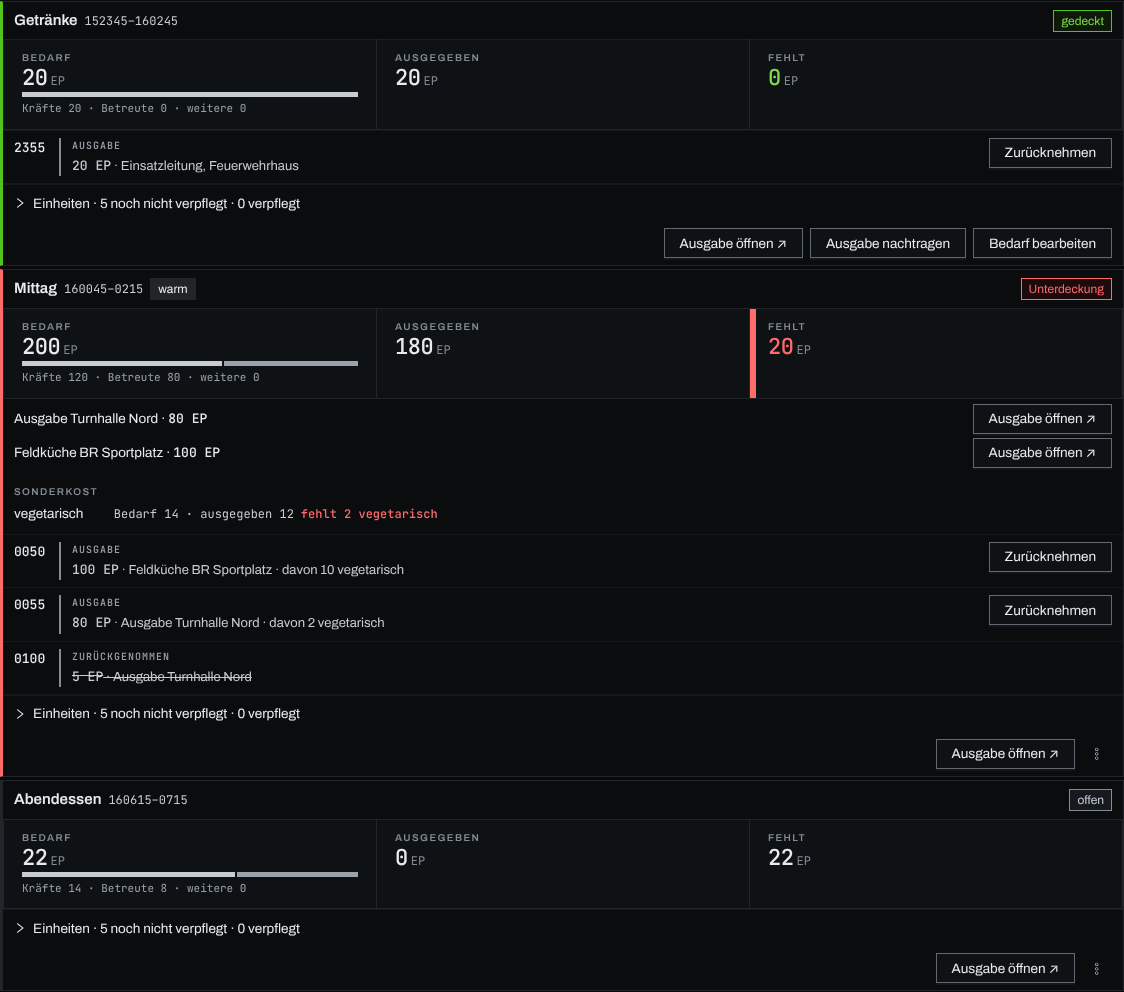 Getränke 152345–160245 gedeckt
BEDARF AUSGEGEBEN FEHLT
20 EP 20 EP 0 EP
Kräfte 20 · Betreute 0 · weitere 0
2355 AUSGABE
20 EP · Einsatzleitung, Feuerwehrhaus Zurücknehmen
Einheiten · 5 noch nicht verpflegt · 0 verpflegt
Ausgabe öffnen ↗ Ausgabe nachtragen Bedarf bearbeiten
Mittag 160045–0215 warm Unterdeckung
BEDARF AUSGEGEBEN FEHLT
200 EP 180 EP 20 EP
Kräfte 120 · Betreute 80 · weitere 0
Ausgabe Turnhalle Nord · 80 EP Ausgabe öffnen ↗
Feldküche BR Sportplatz · 100 EP Ausgabe öffnen ↗
SONDERKOST
vegetarisch Bedarf 14 · ausgegeben 12 fehlt 2 vegetarisch
0050 AUSGABE
100 EP · Feldküche BR Sportplatz · davon 10 vegetarisch Zurücknehmen
0055 AUSGABE
80 EP · Ausgabe Turnhalle Nord · davon 2 vegetarisch Zurücknehmen
0100 ZURÜCKGENOMMEN
5 EP · Ausgabe Turnhalle Nord
Einheiten · 5 noch nicht verpflegt · 0 verpflegt
Ausgabe öffnen ↗
Abendessen 160615–0715 offen
BEDARF AUSGEGEBEN FEHLT
22 EP 0 EP 22 EP
Kräfte 14 · Betreute 8 · weitere 0
Einheiten · 5 noch nicht verpflegt · 0 verpflegt
Ausgabe öffnen ↗